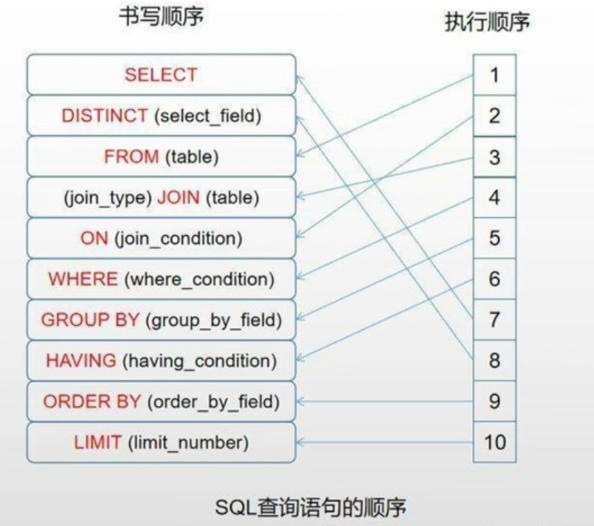 书写顺序
执行顺序
SELECT
1
DISTINCT (select_field)
2
FROM (table)
3
(join_type) JOIN (table)
4
ON (join_condition)
5
WHERE (where_condition)
6
GROUP BY (group_by_field)
7
HAVING (having_condition)
8
ORDER BY (order_by_field)
9
LIMIT (limit_number)
10
SQL查询语句的顺序